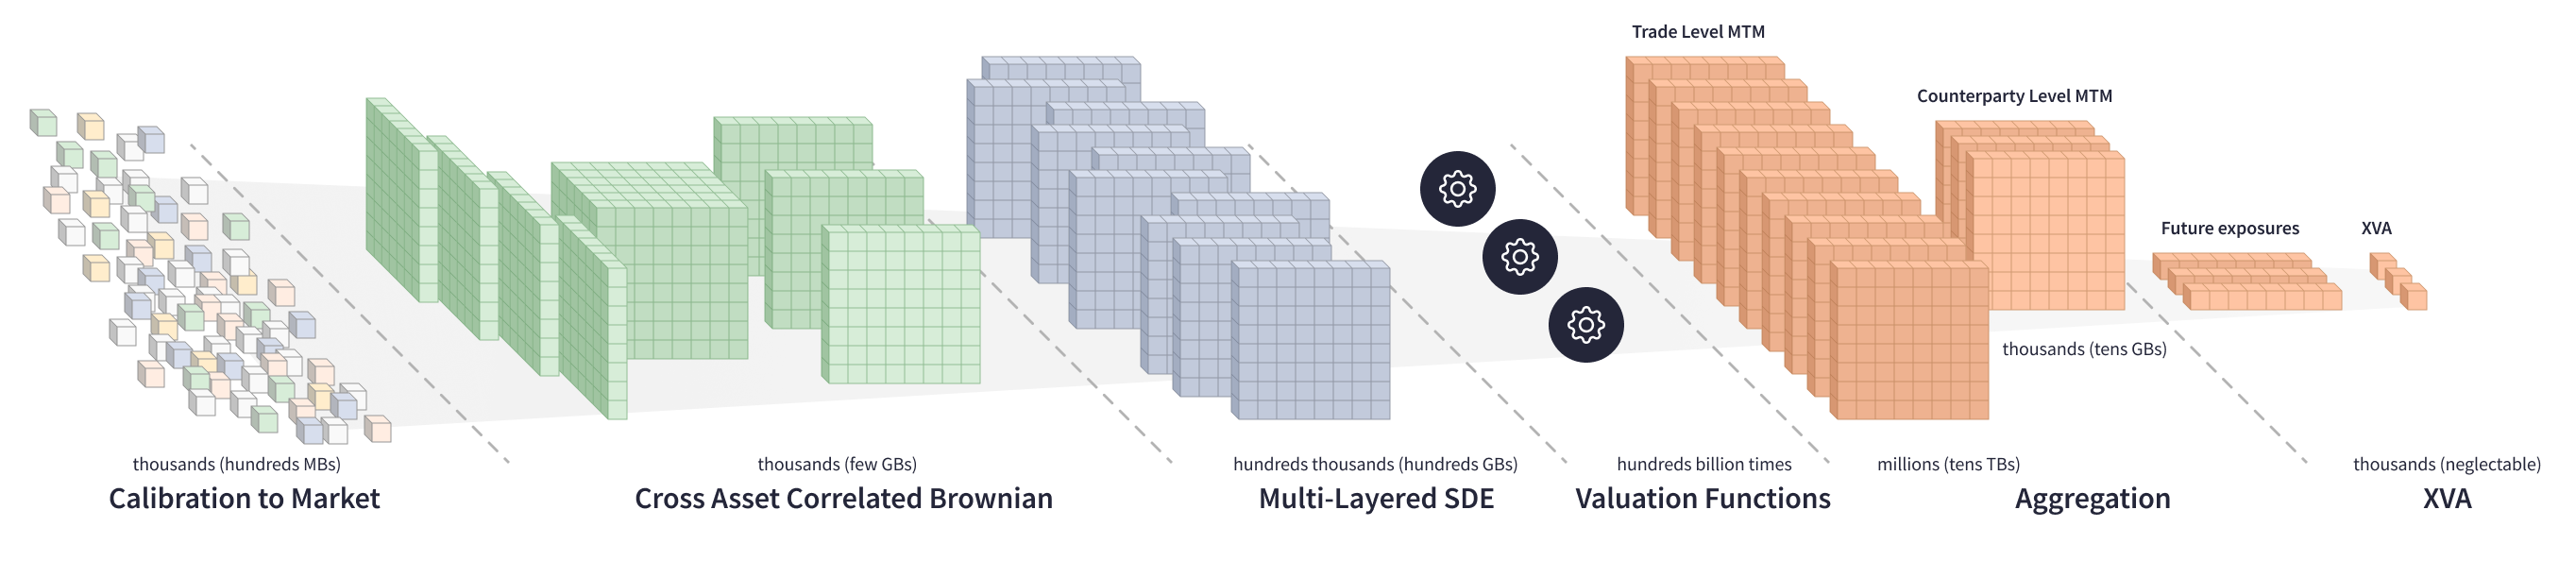 Trade Level MTM
Counterparty Level MTM
Future exposures
XVA
thousands (tens GBs)
thousands (hundreds MBs)
Calibration to Market
thousands (few GBs)
Cross Asset Correlated Brownian
hundreds thousands (hundreds GBs)
Multi-Layered SDE
hundreds billion times
Valuation Functions
millions (tens TBs)
Aggregation
thousands (neglectable)
XVA